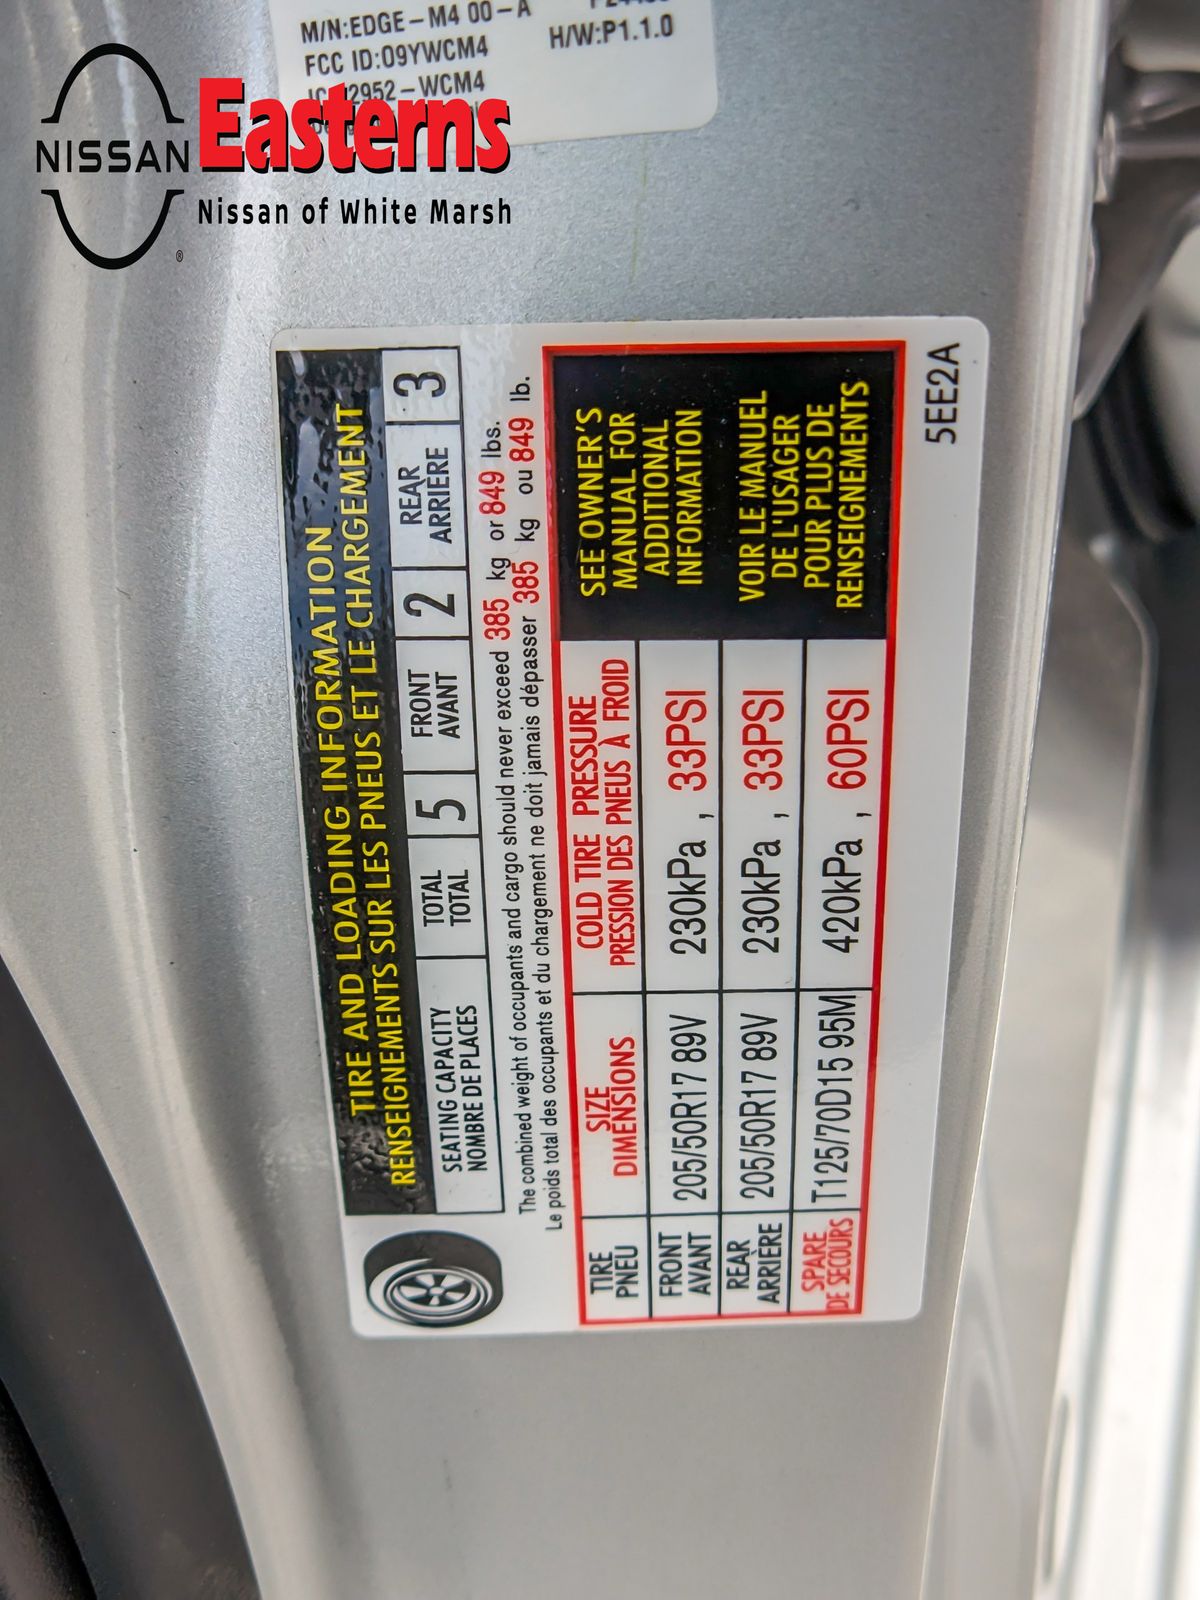 M/N:EDGE-M4 00-A
FCC ID:09YWCM4
H/W:P1.1.0
2952-WCM4
NISSAN
®
Easterns
Nissan of White Marsh
TIRE AND LOADING INFORMATION
RENSEIGNEMENTS SUR LES PNEUS ET LE CHARGEMENT
SEATING CAPACITY
NOMBRE DE PLACES
TOTAL
TOTAL
5
FRONT
AVANT
2
REAR
ARRIÈRE
3
The combined weight of occupants and cargo should never exceed 385 kg or 849 lbs.
Le poids total des occupants et du chargement ne doit jamais dépasser 385 kg ou 849 lb.
TIRE
PNEU
SIZE
DIMENSIONS
COLD TIRE PRESSURE
PRESSION DES PNEUS À FROID
FRONT
AVANT
205/50R17 89V
230kPa , 33PSI
REAR
ARRIÈRE
205/50R17 89V
230kPa , 33PSI
SPARE
DE SECOURS
T125/70D15 95M
420kPa , 60PSI
SEE OWNER'S
MANUAL FOR
ADDITIONAL
INFORMATION
VOIR LE MANUEL
DE L'USAGER
POUR PLUS DE
RENSEIGNEMENTS
5EE2A